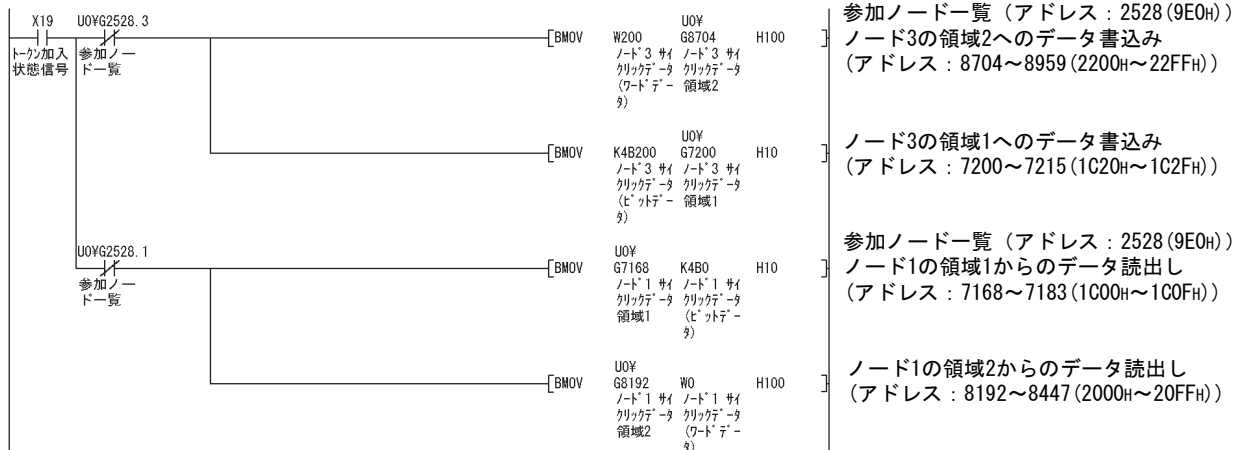 X19 U0¥G2528.3
トークン加入 参加ノー
状態信号 ドー覧
U0¥
[BMOV W200 G8704 H100 ]
ノード3 サイ ノード3 サイ
クリックデータ クリックデータ
(ワードデー 領域2
タ)
参加ノード一覧（アドレス：2528(9E0H)）
ノード3の領域2へのデータ書込み
(アドレス：8704～8959(2200H～22FFH))
U0¥
[BMOV K4B200 G7200 H10 ]
ノード3 サイ ノード3 サイ
クリックデータ クリックデータ
(ビットデー 領域1
タ)
ノード3の領域1へのデータ書込み
(アドレス：7200～7215(1C20H～1C2FH))
U0¥G2528.1
参加ノー
ド一覧
U0¥
[BMOV G7168 K4B0 H10 ]
ノード1 サイ ノード1 サイ
クリックデータ クリックデータ
領域1 (ビットデー
タ)
参加ノード一覧（アドレス：2528(9E0H)）
ノード1の領域1からのデータ読出し
(アドレス：7168～7183(1C00H～1C0FH))
U0¥
[BMOV G8192 W0 H100 ]
ノード1 サイ ノード1 サイ
クリックデータ クリックデータ
領域2 (ワードデー
タ)
ノード1の領域2からのデータ読出し
(アドレス：8192～8447(2000H～20FFH))